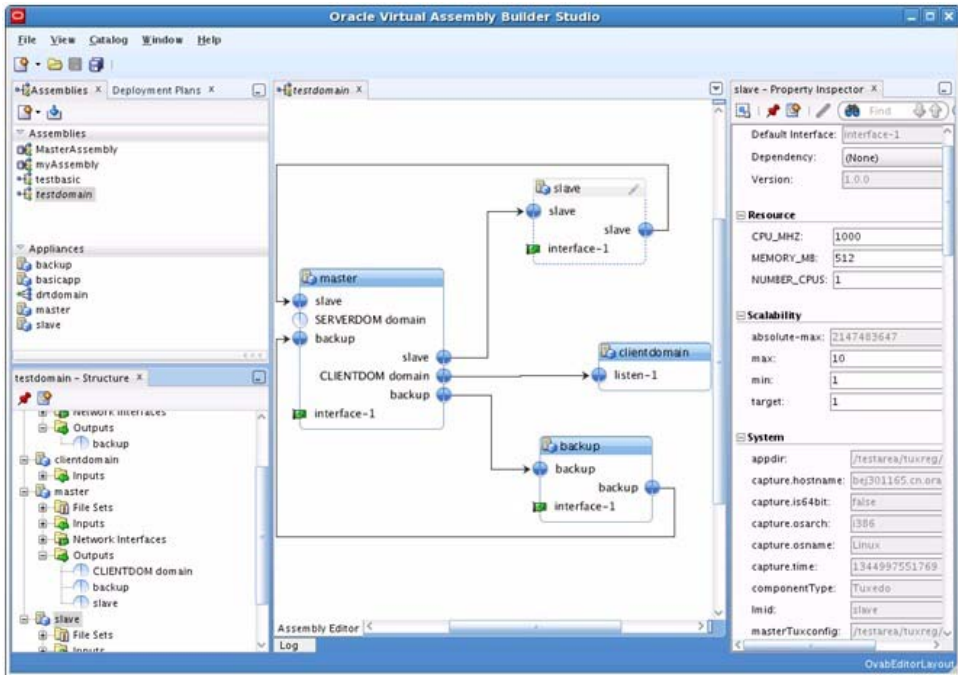 Oracle Virtual Assembly Builder Studio
File View Catalog Window Help
Assemblies Deployment Plans
Assemblies
MasterAssembly
myAssembly
testbasic
testdomain
Appliances
backup
basicapp
drtdomain
master
slave
testdomain - Structure
Network Interfaces
Outputs
backup
clientdomain
Inputs
master
File Sets
Inputs
Network Interfaces
Outputs
CLIENTDOM domain
backup
slave
slave
File Sets
Inputs
testdomain
slave
slave
slave
interface-1
master
slave
SERVERDOM domain
backup
slave
CLIENTDOM domain
backup
interface-1
clientdomain
listen-1
backup
backup
backup
interface-1
Assembly Editor
Log
slave - Property Inspector
Find
Default Interface: interface-1
Dependency: (None)
Version: 1.0.0
Resource
CPU_MHZ: 1000
MEMORY_MB: 512
NUMBER_CPUS: 1
Scalability
absolute-max: 2147483647
max: 10
min: 1
target: 1
System
appdir: /testarea/tuxreg/
capture.hostname: bej301165.cn.ora
capture.is64bit: false
capture.osarch: i386
capture.osname: Linux
capture.time: 1344997551769
componentType: Tuxedo
lmid: slave
masterTuxconfig: /testarea/tuxreg/
OvabEditorLayout